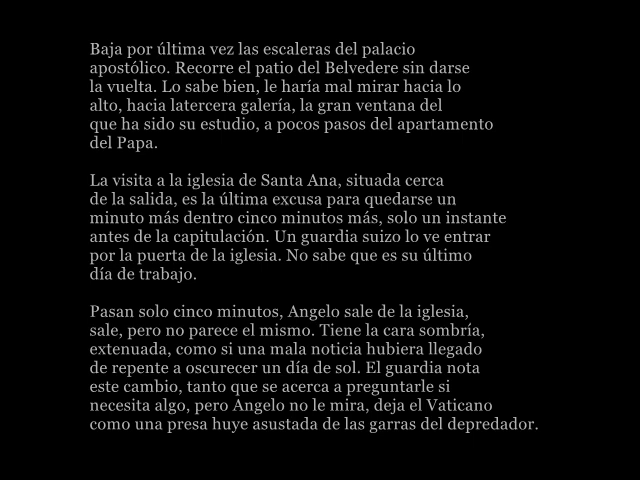 Baja por última vez las escaleras del palacio
apostólico. Recorre el patio del Belvedere sin darse
la vuelta. Lo sabe bien, le haría mal mirar hacia lo
alto, hacia latercera galería, la gran ventana del
que ha sido su estudio, a pocos pasos del apartamento
del Papa.

La visita a la iglesia de Santa Ana, situada cerca
de la salida, es la última excusa para quedarse un
minuto más dentro cinco minutos más, solo un instante
antes de la capitulación. Un guardia suizo lo ve entrar
por la puerta de la iglesia. No sabe que es su último
día de trabajo.

Pasan solo cinco minutos, Angelo sale de la iglesia,
sale, pero no parece el mismo. Tiene la cara sombría,
extenuada, como si una mala noticia hubiera llegado
de repente a oscurecer un día de sol. El guardia nota
este cambio, tanto que se acerca a preguntarle si
necesita algo, pero Angelo no le mira, deja el Vaticano
como una presa huye asustada de las garras del depredador.